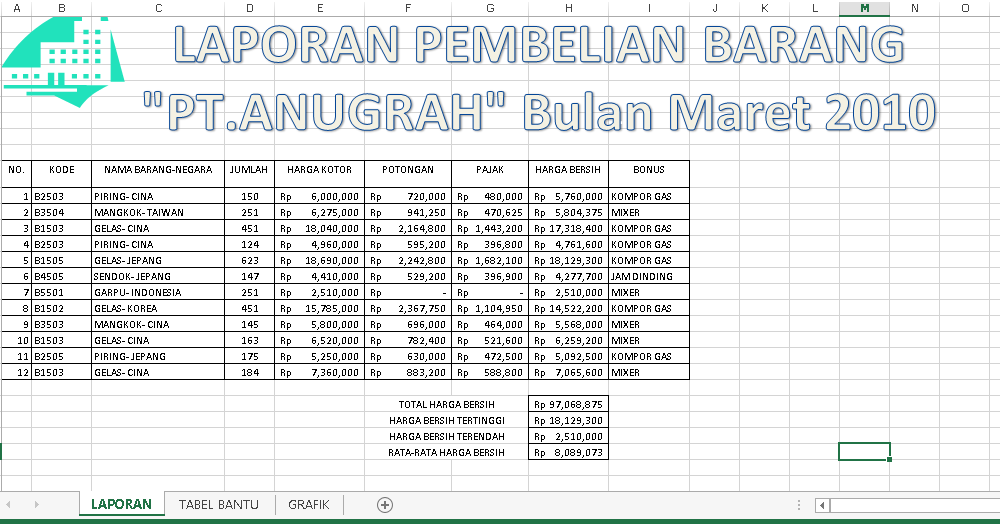 A B C D E F G H I J K L M N O
LAPORAN PEMBELIAN BARANG
"PT.ANUGRAH" Bulan Maret 2010
NO. KODE NAMA BARANG-NEGARA JUMLAH HARGA KOTOR POTONGAN PAJAK HARGA BERSIH BONUS
1 B2503 PIRING-CINA 150 Rp 6,000,000 Rp 720,000 Rp 480,000 Rp 5,760,000 KOMPOR GAS
2 B3504 MANGKOK-TAIWAN 251 Rp 6,275,000 Rp 941,250 Rp 470,625 Rp 5,804,375 MIXER
3 B1503 GELAS-CINA 451 Rp 18,040,000 Rp 2,164,800 Rp 1,443,200 Rp 17,318,400 KOMPOR GAS
4 B2503 PIRING-CINA 124 Rp 4,960,000 Rp 595,200 Rp 396,800 Rp 4,761,600 KOMPOR GAS
5 B1505 GELAS-JEPANG 623 Rp 18,690,000 Rp 2,242,800 Rp 1,682,100 Rp 18,129,300 KOMPOR GAS
6 B4505 SENDOK-JEPANG 147 Rp 4,410,000 Rp 529,200 Rp 396,900 Rp 4,277,700 JAM DINDING
7 B5501 GARPU-INDONESIA 251 Rp 2,510,000 Rp - Rp - Rp 2,510,000 MIXER
8 B1502 GELAS-KOREA 451 Rp 15,785,000 Rp 2,367,750 Rp 1,104,950 Rp 14,522,200 KOMPOR GAS
9 B3503 MANGKOK-CINA 145 Rp 5,800,000 Rp 696,000 Rp 464,000 Rp 5,568,000 MIXER
10 B1503 GELAS-CINA 163 Rp 6,520,000 Rp 782,400 Rp 521,600 Rp 6,259,200 MIXER
11 B2505 PIRING-JEPANG 175 Rp 5,250,000 Rp 630,000 Rp 472,500 Rp 5,092,500 KOMPOR GAS
12 B1503 GELAS-CINA 184 Rp 7,360,000 Rp 883,200 Rp 588,800 Rp 7,065,600 MIXER
TOTAL HARGA BERSIH Rp 97,068,875
HARGA BERSIH TERTINGGI Rp 18,129,300
HARGA BERSIH TERENDAH Rp 2,510,000
RATA-RATA HARGA BERSIH Rp 8,089,073
LAPORAN TABEL BANTU GRAFIK